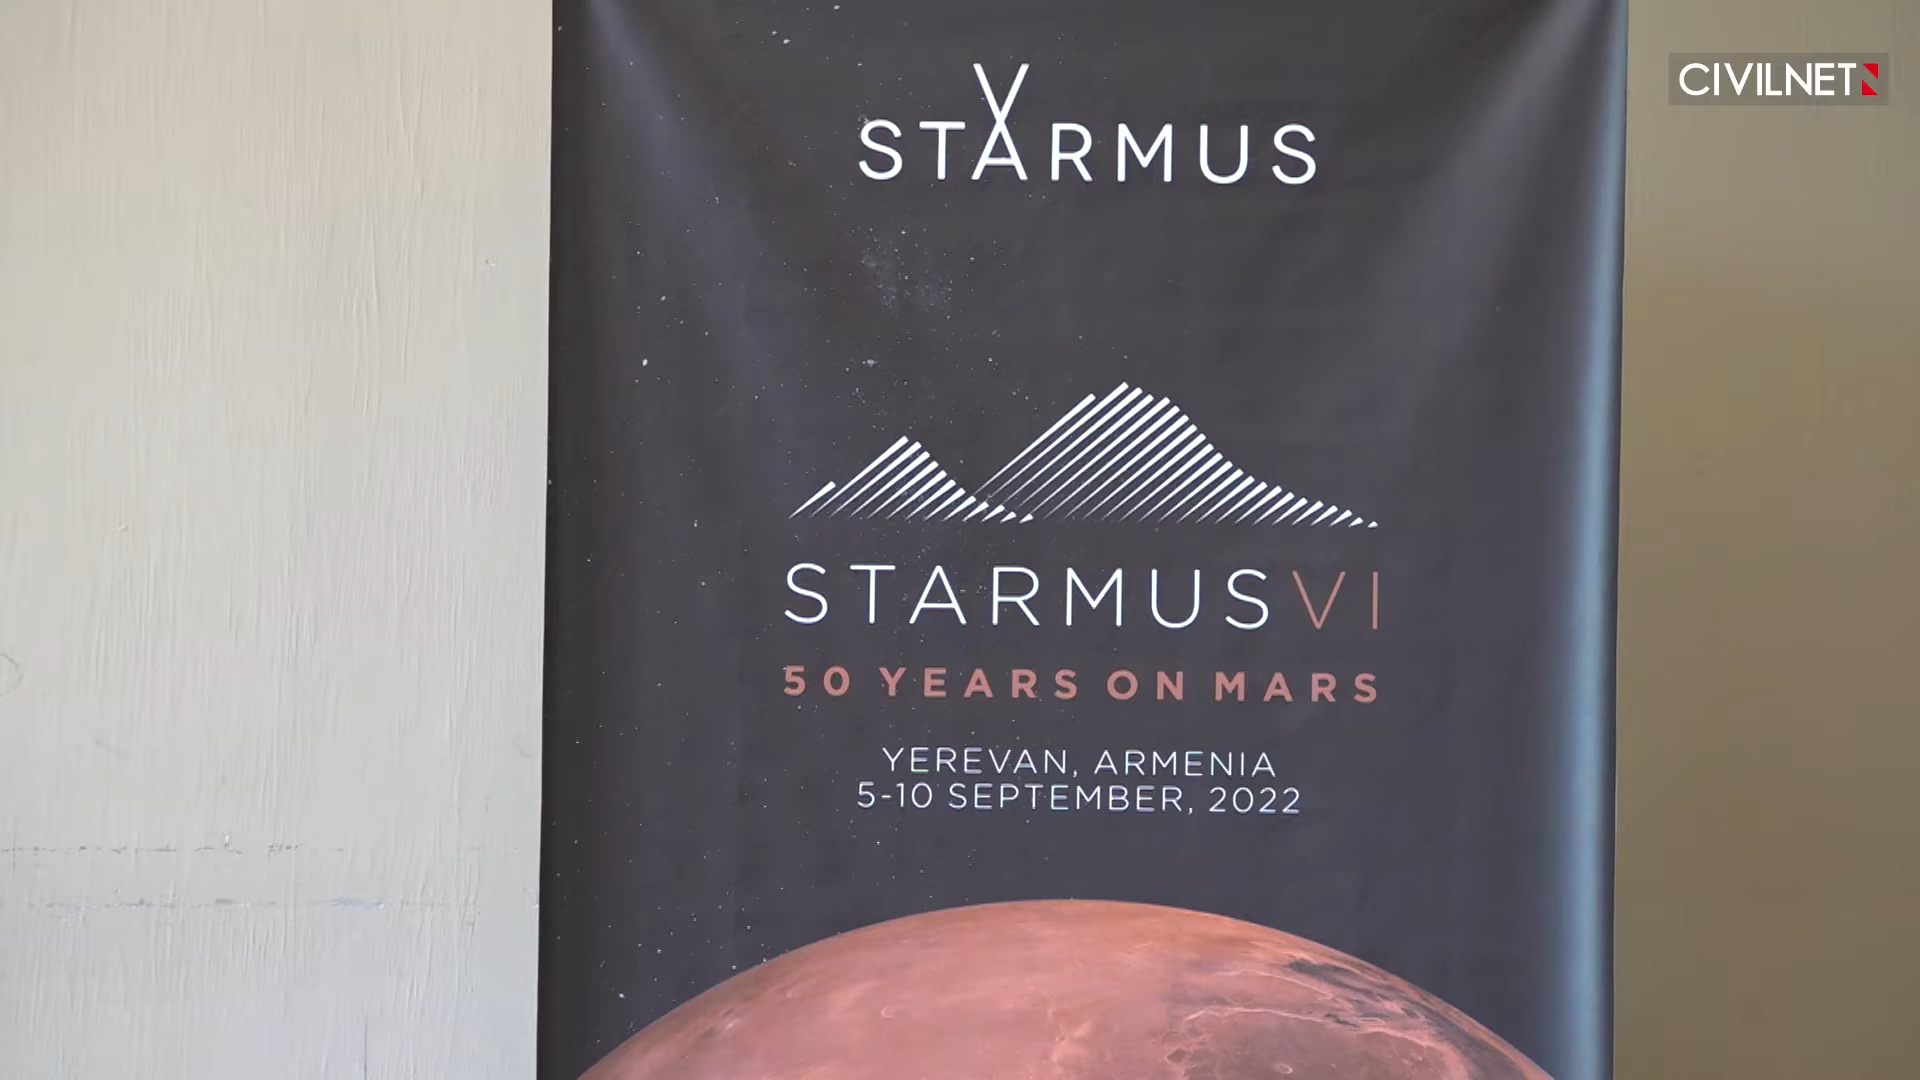 CIVILNET
STARMUS
STARMUS VI
50 YEARS ON MARS
YEREVAN, ARMENIA
5-10 SEPTEMBER, 2022